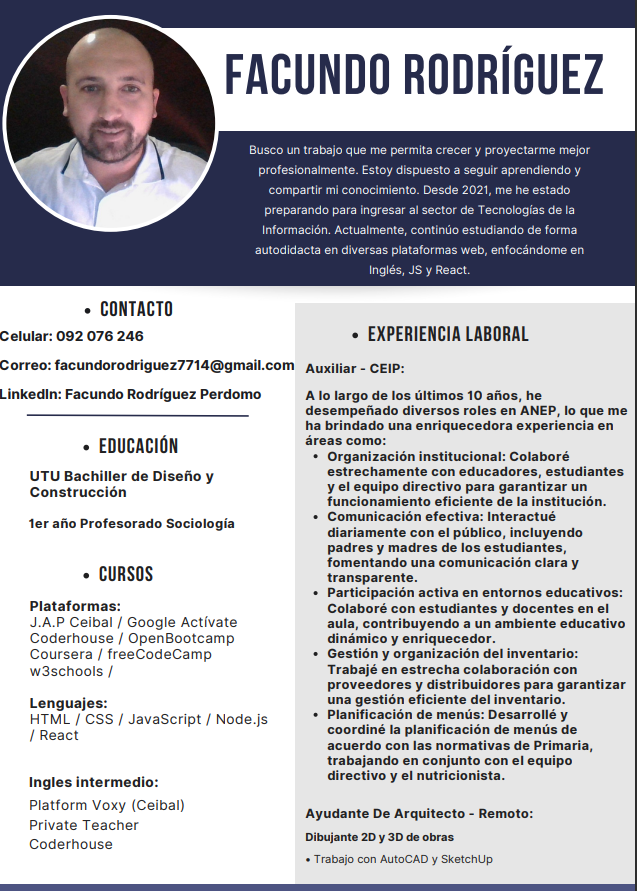 FACUNDO RODRÍGUEZ
Busco un trabajo que me permita crecer y proyectarme mejor
profesionalmente. Estoy dispuesto a seguir aprendiendo y
compartir mi conocimiento. Desde 2021, me he estado
preparando para ingresar al sector de Tecnologías de la
Información. Actualmente, continúo estudiando de forma
autodidacta en diversas plataformas web, enfocándome en
Inglés, JS y React.
• CONTACTO
Celular: 092 076 246
Correo: facundorodriguez7714@gmail.com
LinkedIn: Facundo Rodríguez Perdomo
• EDUCACIÓN
UTU Bachiller de Diseño y
Construcción
1er año Profesorado Sociología
• CURSOS
Plataformas:
J.A.P Ceibal / Google Actívate
Coderhouse / OpenBootcamp
Coursera / freeCodeCamp
w3schools /
Lenguajes:
HTML / CSS / JavaScript / Node.js
/ React
Ingles intermedio:
Platform Voxy (Ceibal)
Private Teacher
Coderhouse
• EXPERIENCIA LABORAL
Auxiliar - CEIP:
A lo largo de los últimos 10 años, he
desempeñado diversos roles en ANEP, lo que me
ha brindado una enriquecedora experiencia en
áreas como:
• Organización institucional: Colaboré
estrechamente con educadores, estudiantes
y el equipo directivo para garantizar un
funcionamiento eficiente de la institución.
• Comunicación efectiva: Interactué
diariamente con el público, incluyendo
padres y madres de los estudiantes,
fomentando una comunicación clara y
transparente.
• Participación activa en entornos educativos:
Colaboré con estudiantes y docentes en el
aula, contribuyendo a un ambiente educativo
dinámico y enriquecedor.
• Gestión y organización del inventario:
Trabajé en estrecha colaboración con
proveedores y distribuidores para garantizar
una gestión eficiente del inventario.
• Planificación de menús: Desarrollé y
coordiné la planificación de menús de
acuerdo con las normativas de Primaria,
trabajando en conjunto con el equipo
directivo y el nutricionista.
Ayudante De Arquitecto - Remoto:
Dibujante 2D y 3D de obras
• Trabajo con AutoCAD y SketchUp